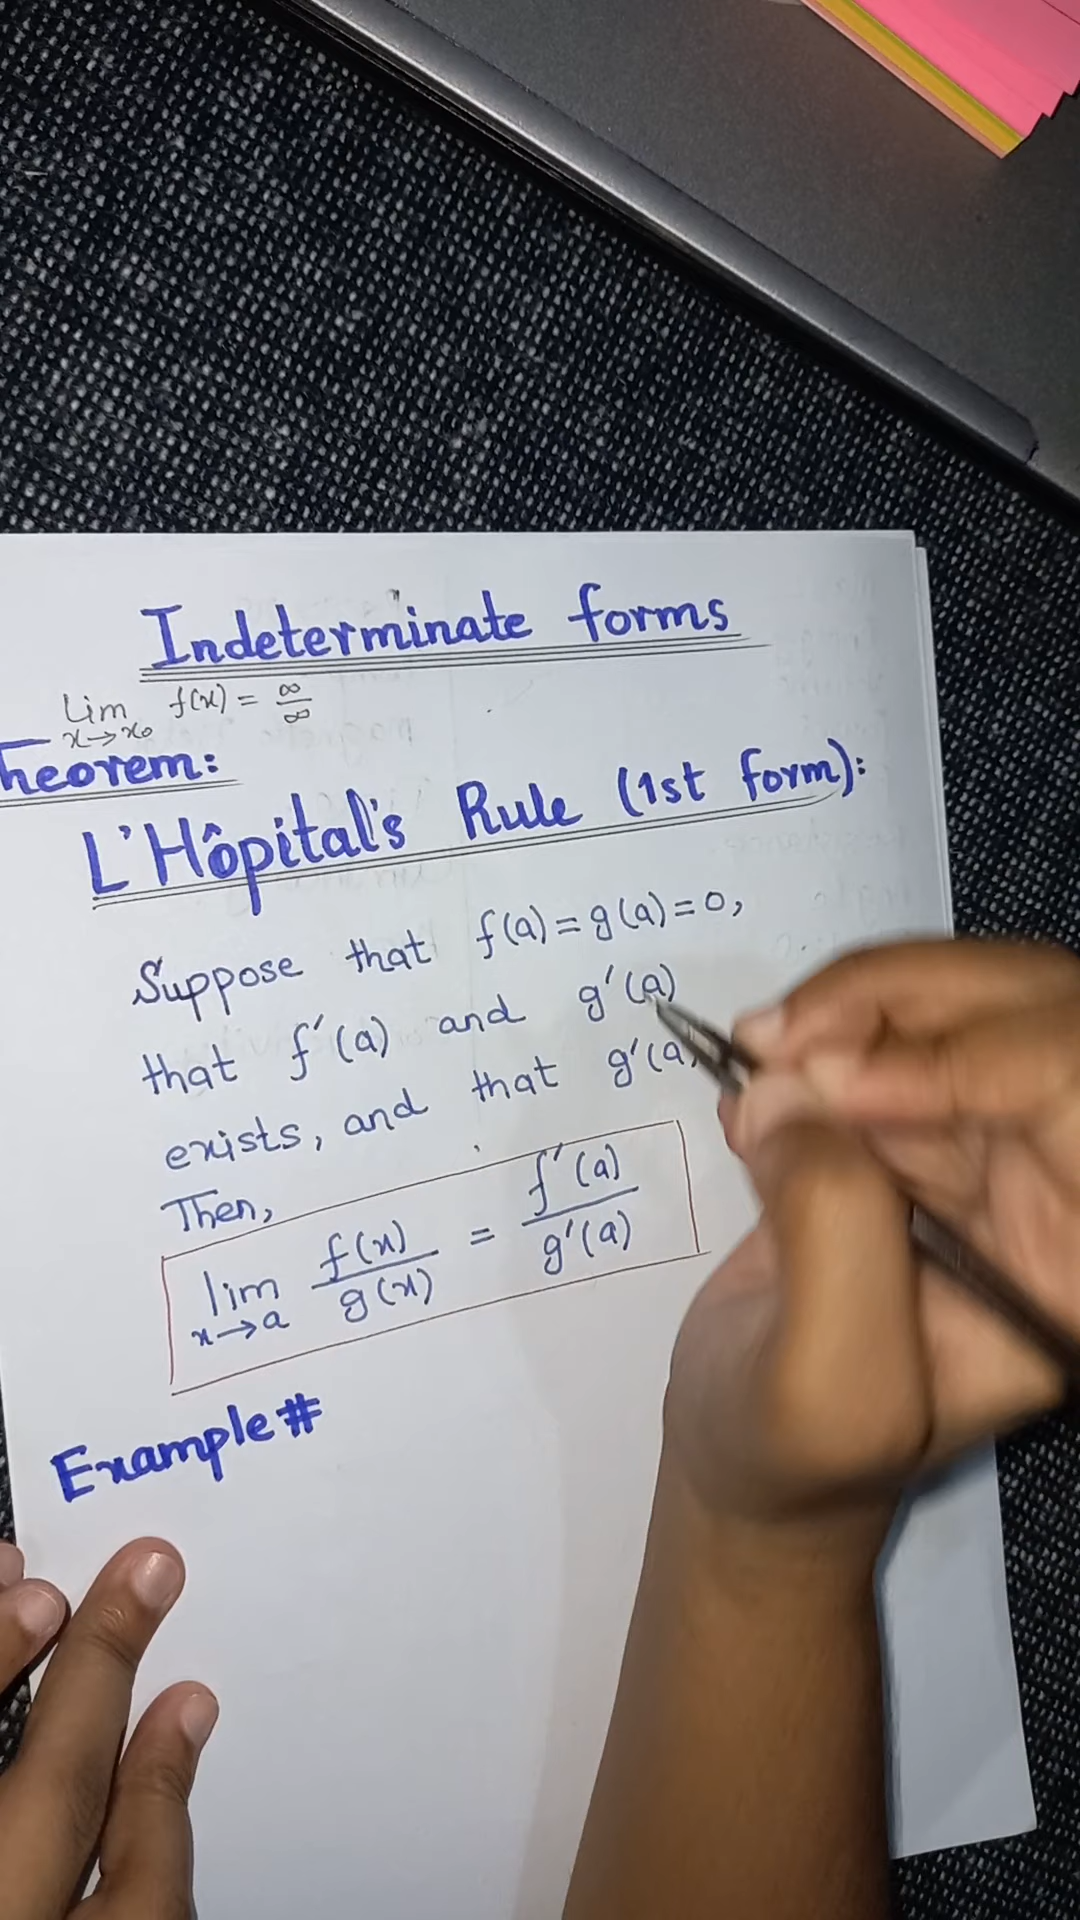 Indeterminate forms
Lim x→x₀ f(x) = ∞/∞
Theorem:
L'Hôpital's Rule (1st form):
Suppose that f(a)=g(a)=0,
that f'(a) and g'(a)
exists, and that g'(a)
Then,
lim x→a f(x)/g(x) = f'(a)/g'(a)
Example#